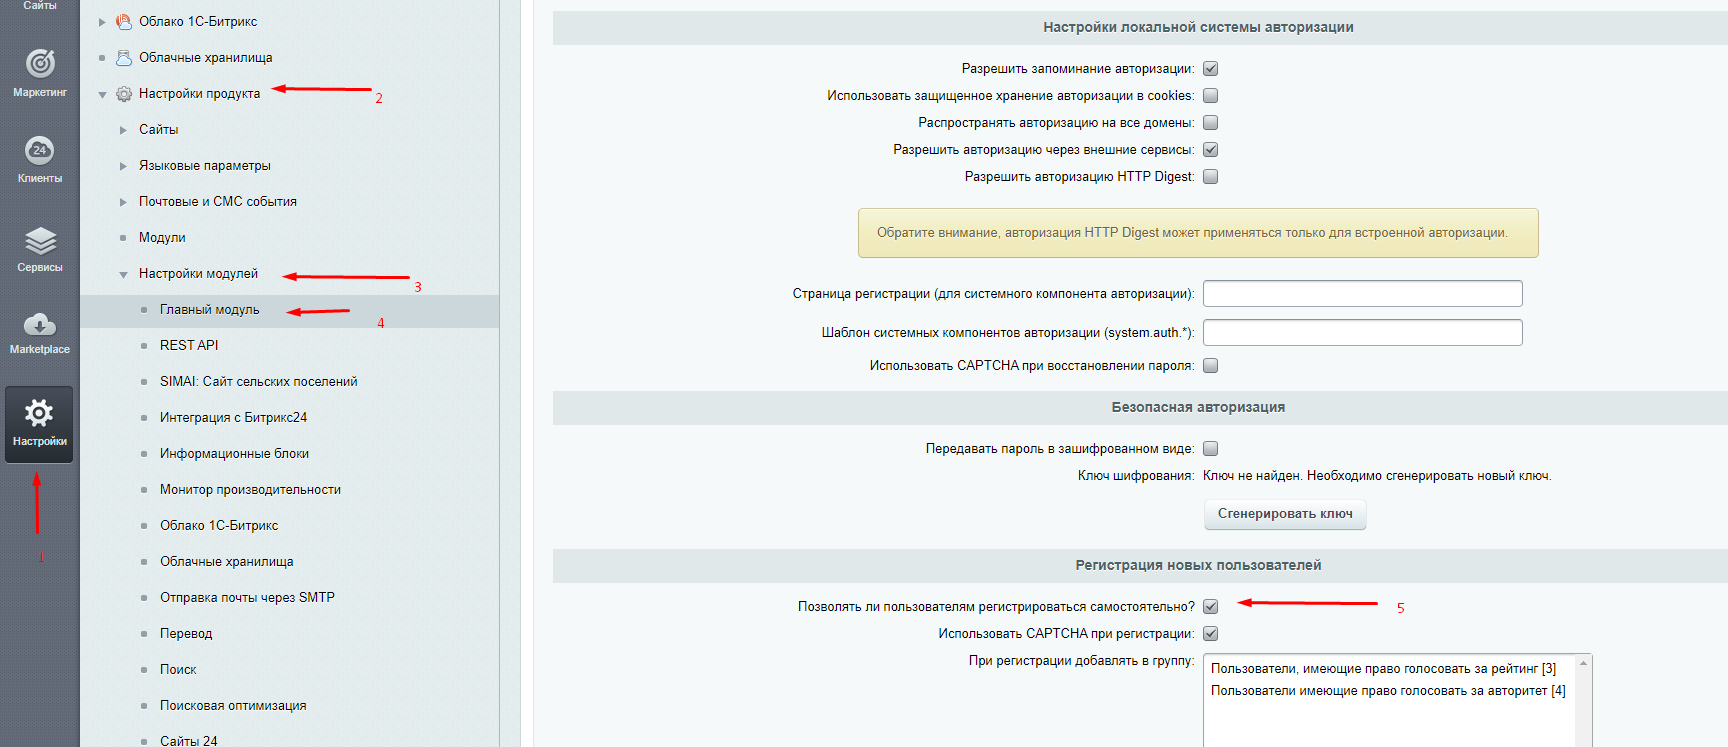 Сайты
Маркетинг
24
Клиенты
Сервисы
Marketplace
Настройки
1
Облако 1С-Битрикс
Облачные хранилища
Настройки продукта
2
Сайты
Языковые параметры
Почтовые и СМС события
Модули
Настройки модулей
3
Главный модуль
4
REST API
SIMAI: Сайт сельских поселений
Интеграция с Битрикс24
Информационные блоки
Монитор производительности
Облако 1С-Битрикс
Облачные хранилища
Отправка почты через SMTP
Перевод
Поиск
Поисковая оптимизация
Сайты 24
Настройки локальной системы авторизации
Разрешить запоминание авторизации:
Использовать защищенное хранение авторизации в cookies:
Распространять авторизацию на все домены:
Разрешить авторизацию через внешние сервисы:
Разрешить авторизацию HTTP Digest:
Обратите внимание, авторизация HTTP Digest может применяться только для встроенной авторизации.
Страница регистрации (для системного компонента авторизации):
Шаблон системных компонентов авторизации (system.auth.*):
Использовать CAPTCHA при восстановлении пароля:
Безопасная авторизация
Передавать пароль в зашифрованном виде:
Ключ шифрования: Ключ не найден. Необходимо сгенерировать новый ключ.
Сгенерировать ключ
Регистрация новых пользователей
Позволять ли пользователям регистрироваться самостоятельно?
5
Использовать CAPTCHA при регистрации:
При регистрации добавлять в группу:
Пользователи, имеющие право голосовать за рейтинг [3]
Пользователи имеющие право голосовать за авторитет [4]